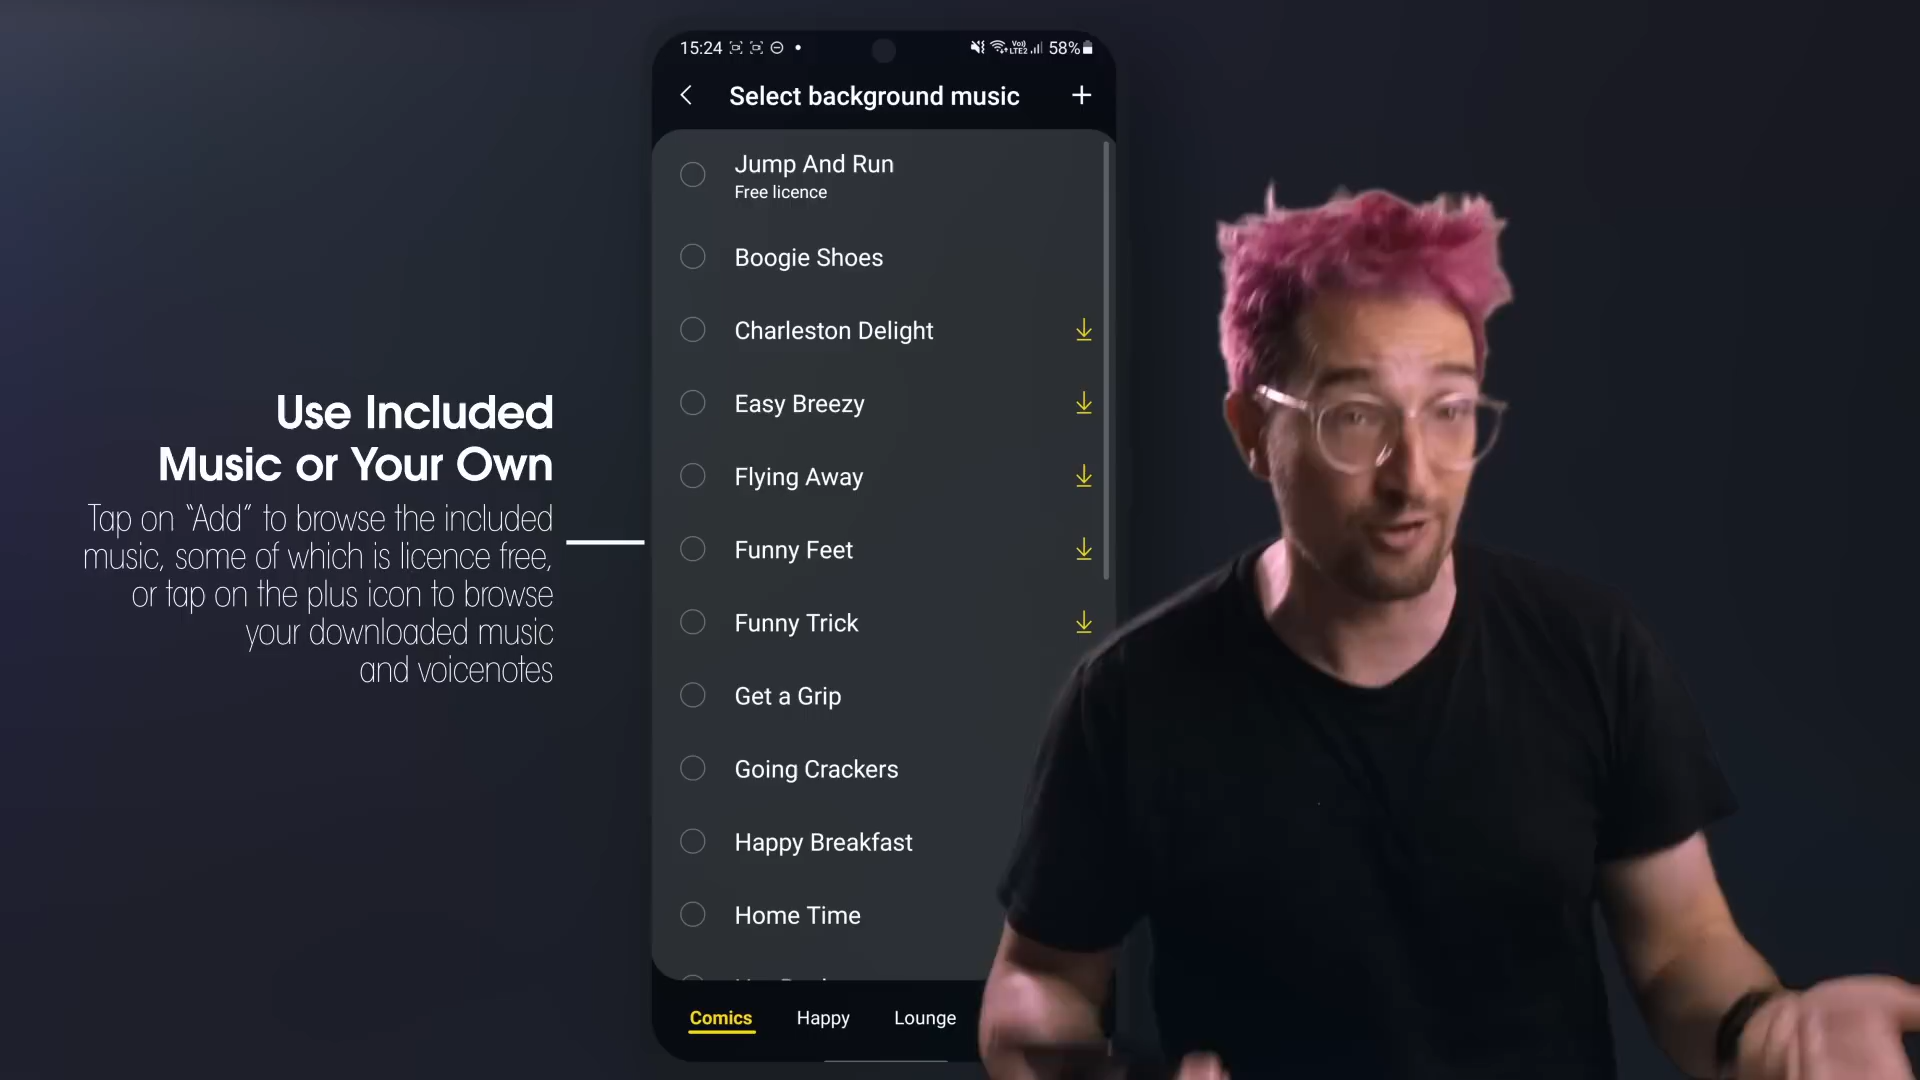 15:24
Vo)) LTE2 58%
Select background music
Jump And Run
Free licence
Boogie Shoes
Charleston Delight
Easy Breezy
Flying Away
Funny Feet
Funny Trick
Get a Grip
Going Crackers
Happy Breakfast
Home Time
Comics Happy Lounge
Use Included
Music or Your Own
Tap on “Add” to browse the included
music, some of which is licence free,
or tap on the plus icon to browse
your downloaded music
and voicenotes